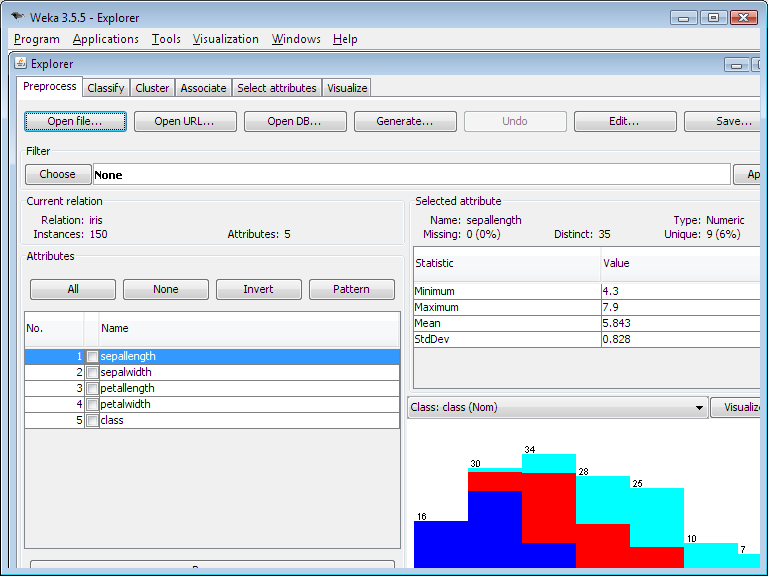 Weka 3.5.5 - Explorer
Program Applications Tools Visualization Windows Help
Explorer
Preprocess Classify Cluster Associate Select attributes Visualize
Open file... Open URL... Open DB... Generate... Undo Edit... Save...
Filter
Choose None Ap
Current relation
Relation: iris
Instances: 150 Attributes: 5
Selected attribute
Name: sepallength Type: Numeric
Missing: 0 (0%) Distinct: 35 Unique: 9 (6%)
Attributes
All None Invert Pattern
No. Name
1 sepallength
2 sepalwidth
3 petallength
4 petalwidth
5 class
Statistic Value
Minimum 4.3
Maximum 7.9
Mean 5.843
StdDev 0.828
Class: class (Nom) Visualiz
16 30 34 28 25 10 7